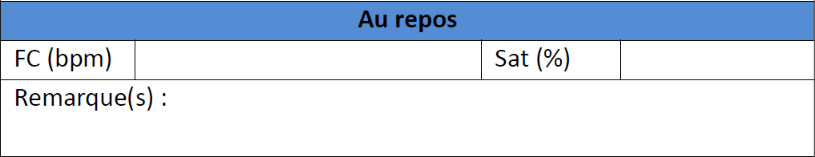 Au repos
FC (bpm) Sat (%)
Remarque(s) :